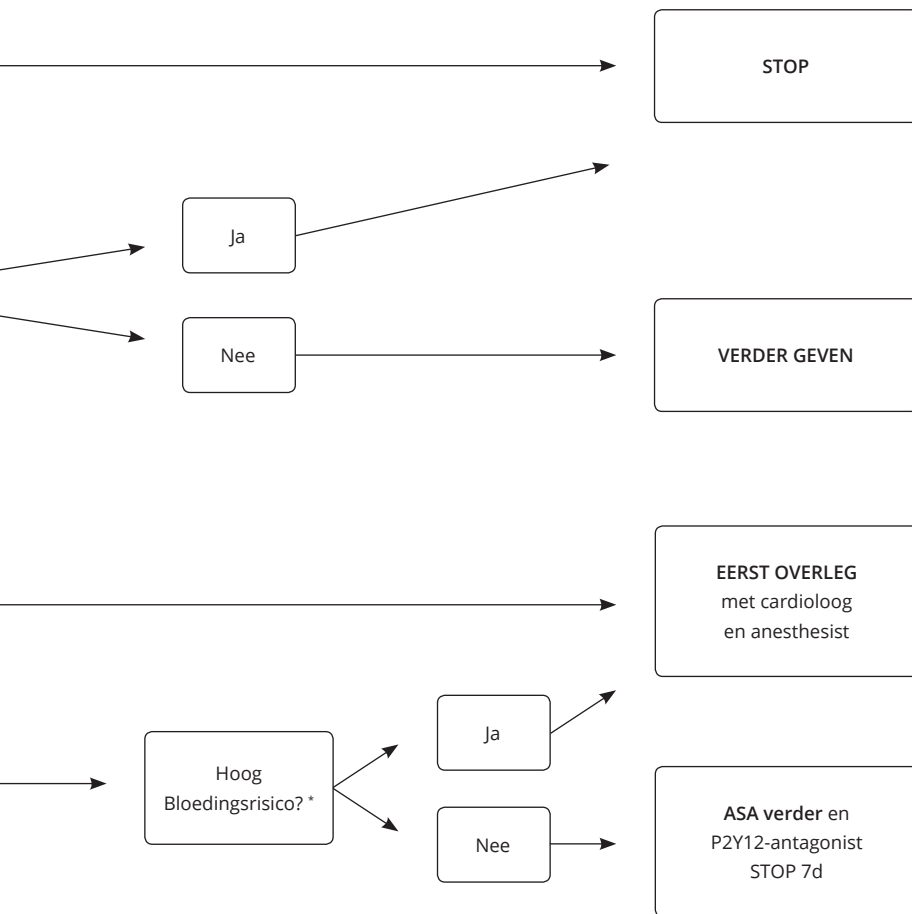 STOP
Ja
Nee
VERDER GEVEN
EERST OVERLEG
met cardioloog
en anesthesist
Hoog
Bloedingsrisico? *
Ja
Nee
ASA verder en
P2Y12-antagonist
STOP 7d